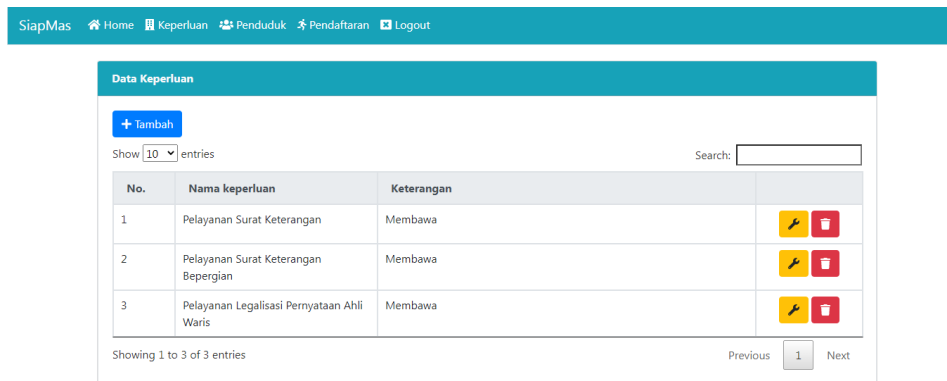 SiapMas Home Keperluan Penduduk Pendaftaran Logout
Data Keperluan
Tambah
Show 10 entries Search:
No. Nama keperluan Keterangan
1 Pelayanan Surat Keterangan Membawa
2 Pelayanan Surat Keterangan Membawa
Bepergian
3 Pelayanan Legalisasi Pernyataan Ahli Membawa
Waris
Showing 1 to 3 of 3 entries Previous 1 Next